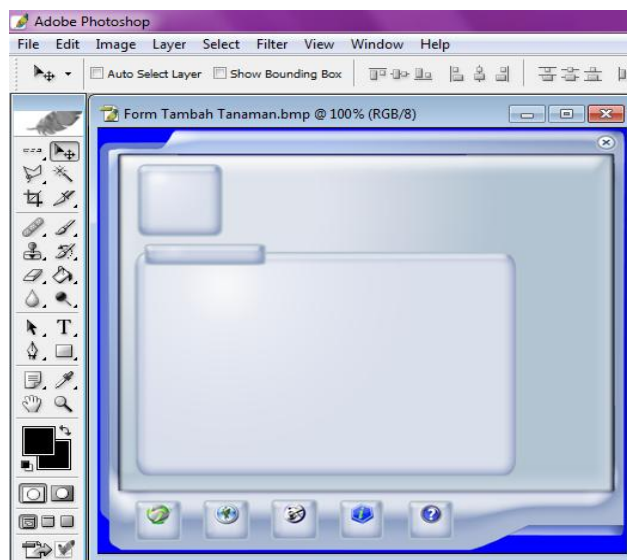 Adobe Photoshop
File Edit Image Layer Select Filter View Window Help
Auto Select Layer Show Bounding Box
Form Tambah Tanaman.bmp @ 100% (RGB/8)